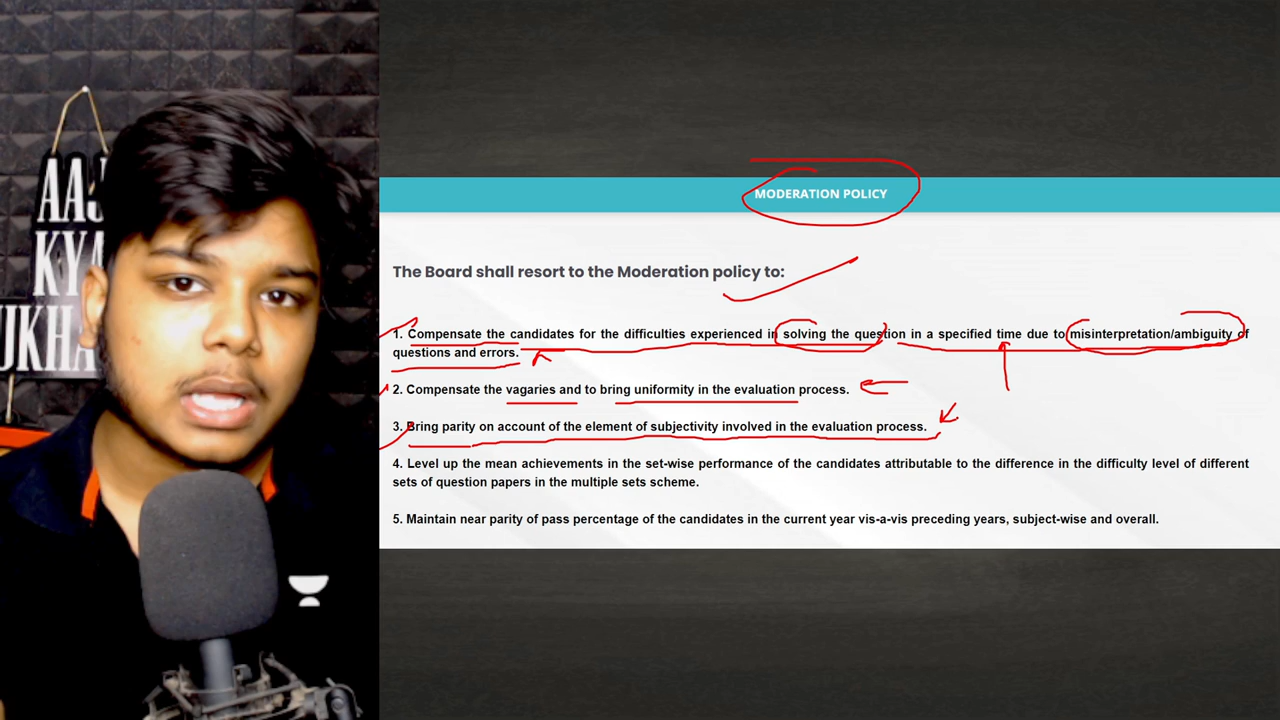 AAJ
KYA
UKHA
MODERATION POLICY
The Board shall resort to the Moderation policy to:
1. Compensate the candidates for the difficulties experienced in solving the question in a specified time due to misinterpretation/ambiguity of
questions and errors.
2. Compensate the vagaries and to bring uniformity in the evaluation process.
3. Bring parity on account of the element of subjectivity involved in the evaluation process.
4. Level up the mean achievements in the set-wise performance of the candidates attributable to the difference in the difficulty level of different
sets of question papers in the multiple sets scheme.
5. Maintain near parity of pass percentage of the candidates in the current year vis-a-vis preceding years, subject-wise and overall.